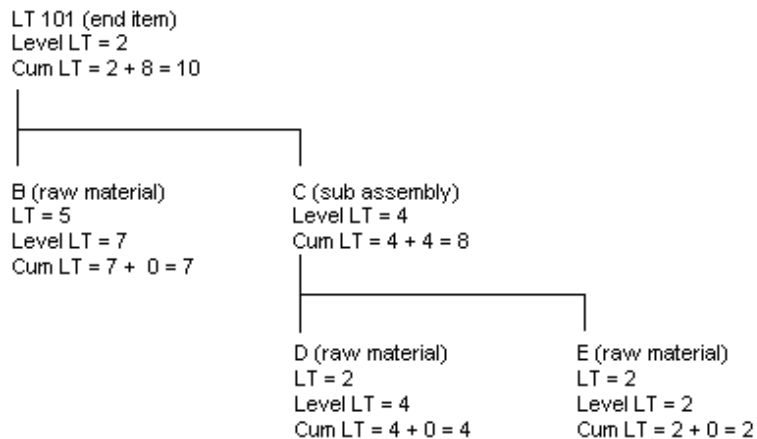 LT 101 (end item)
Level LT = 2
Cum LT = 2 + 8 = 10
B (raw material)
LT = 5
Level LT = 7
Cum LT = 7 + 0 = 7
C (sub assembly)
Level LT = 4
Cum LT = 4 + 4 = 8
D (raw material)
LT = 2
Level LT = 4
Cum LT = 4 + 0 = 4
E (raw material)
LT = 2
Level LT = 2
Cum LT = 2 + 0 = 2